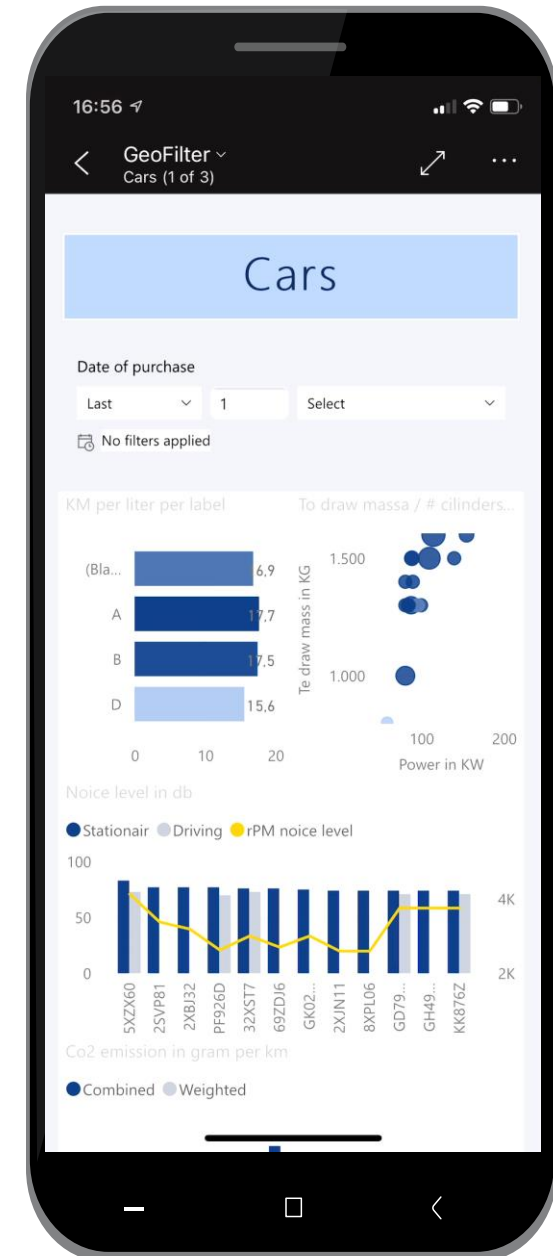 16:56
GeoFilter
Cars (1 of 3)
Cars
Date of purchase
Last 1 Select
No filters applied
KM per liter per label
(Bla... 6,9
A 17,7
B 17,5
D 15,6
0 10 20
To draw massa / # cilinders...
Te draw mass in KG
1.500
1.000
100 200
Power in KW
Noice level in db
Stationair Driving rPM noice level
100
50
0
4K
2K
5XZX60
2SVP81
2XBJ32
PF926D
32XST7
69ZDJ6
GK02...
2XJN11
8XPL06
GD79...
GH49...
KK876Z
Co2 emission in gram per km
Combined Weighted